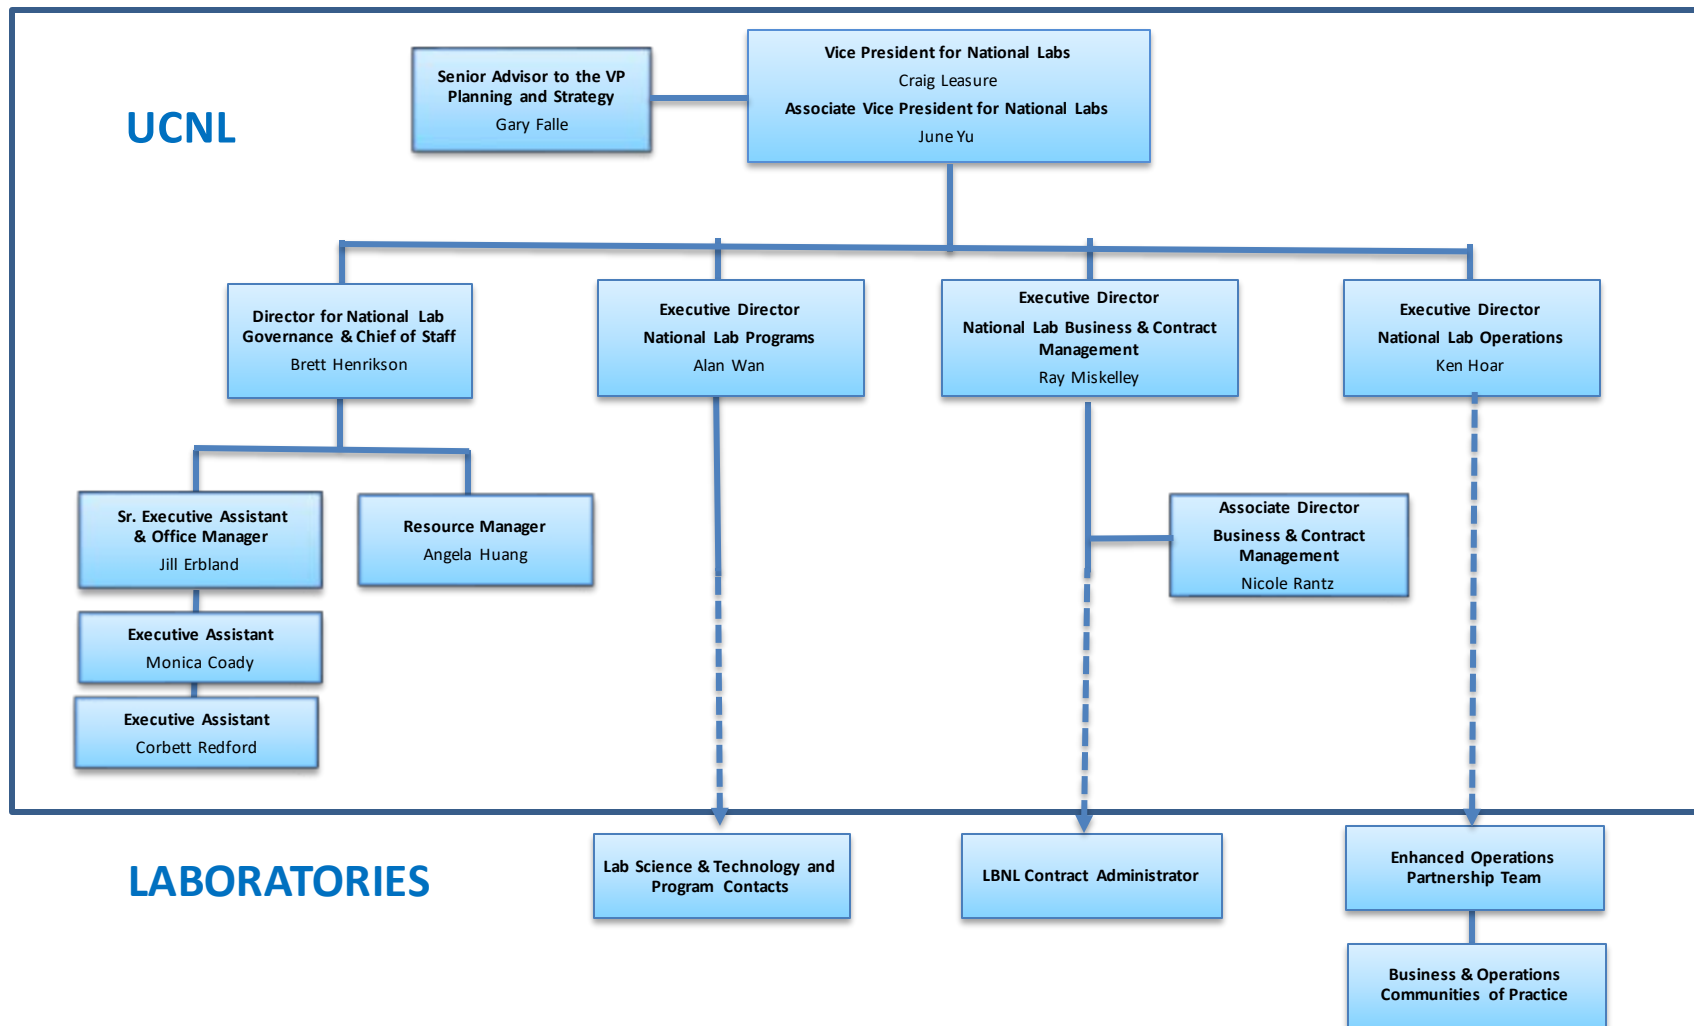 UCNL
Senior Advisor to the VP
Planning and Strategy
Gary Falle
Vice President for National Labs
Craig Leasure
Associate Vice President for National Labs
June Yu
Director for National Lab
Governance & Chief of Staff
Brett Henrikson
Executive Director
National Lab Programs
Alan Wan
Executive Director
National Lab Business & Contract
Management
Ray Miskelley
Executive Director
National Lab Operations
Ken Hoar
Sr. Executive Assistant
& Office Manager
Jill Erbland
Resource Manager
Angela Huang
Associate Director
Business & Contract
Management
Nicole Rantz
Executive Assistant
Monica Coady
Executive Assistant
Corbett Redford
LABORATORIES
Lab Science & Technology and
Program Contacts
LBNL Contract Administrator
Enhanced Operations
Partnership Team
Business & Operations
Communities of Practice